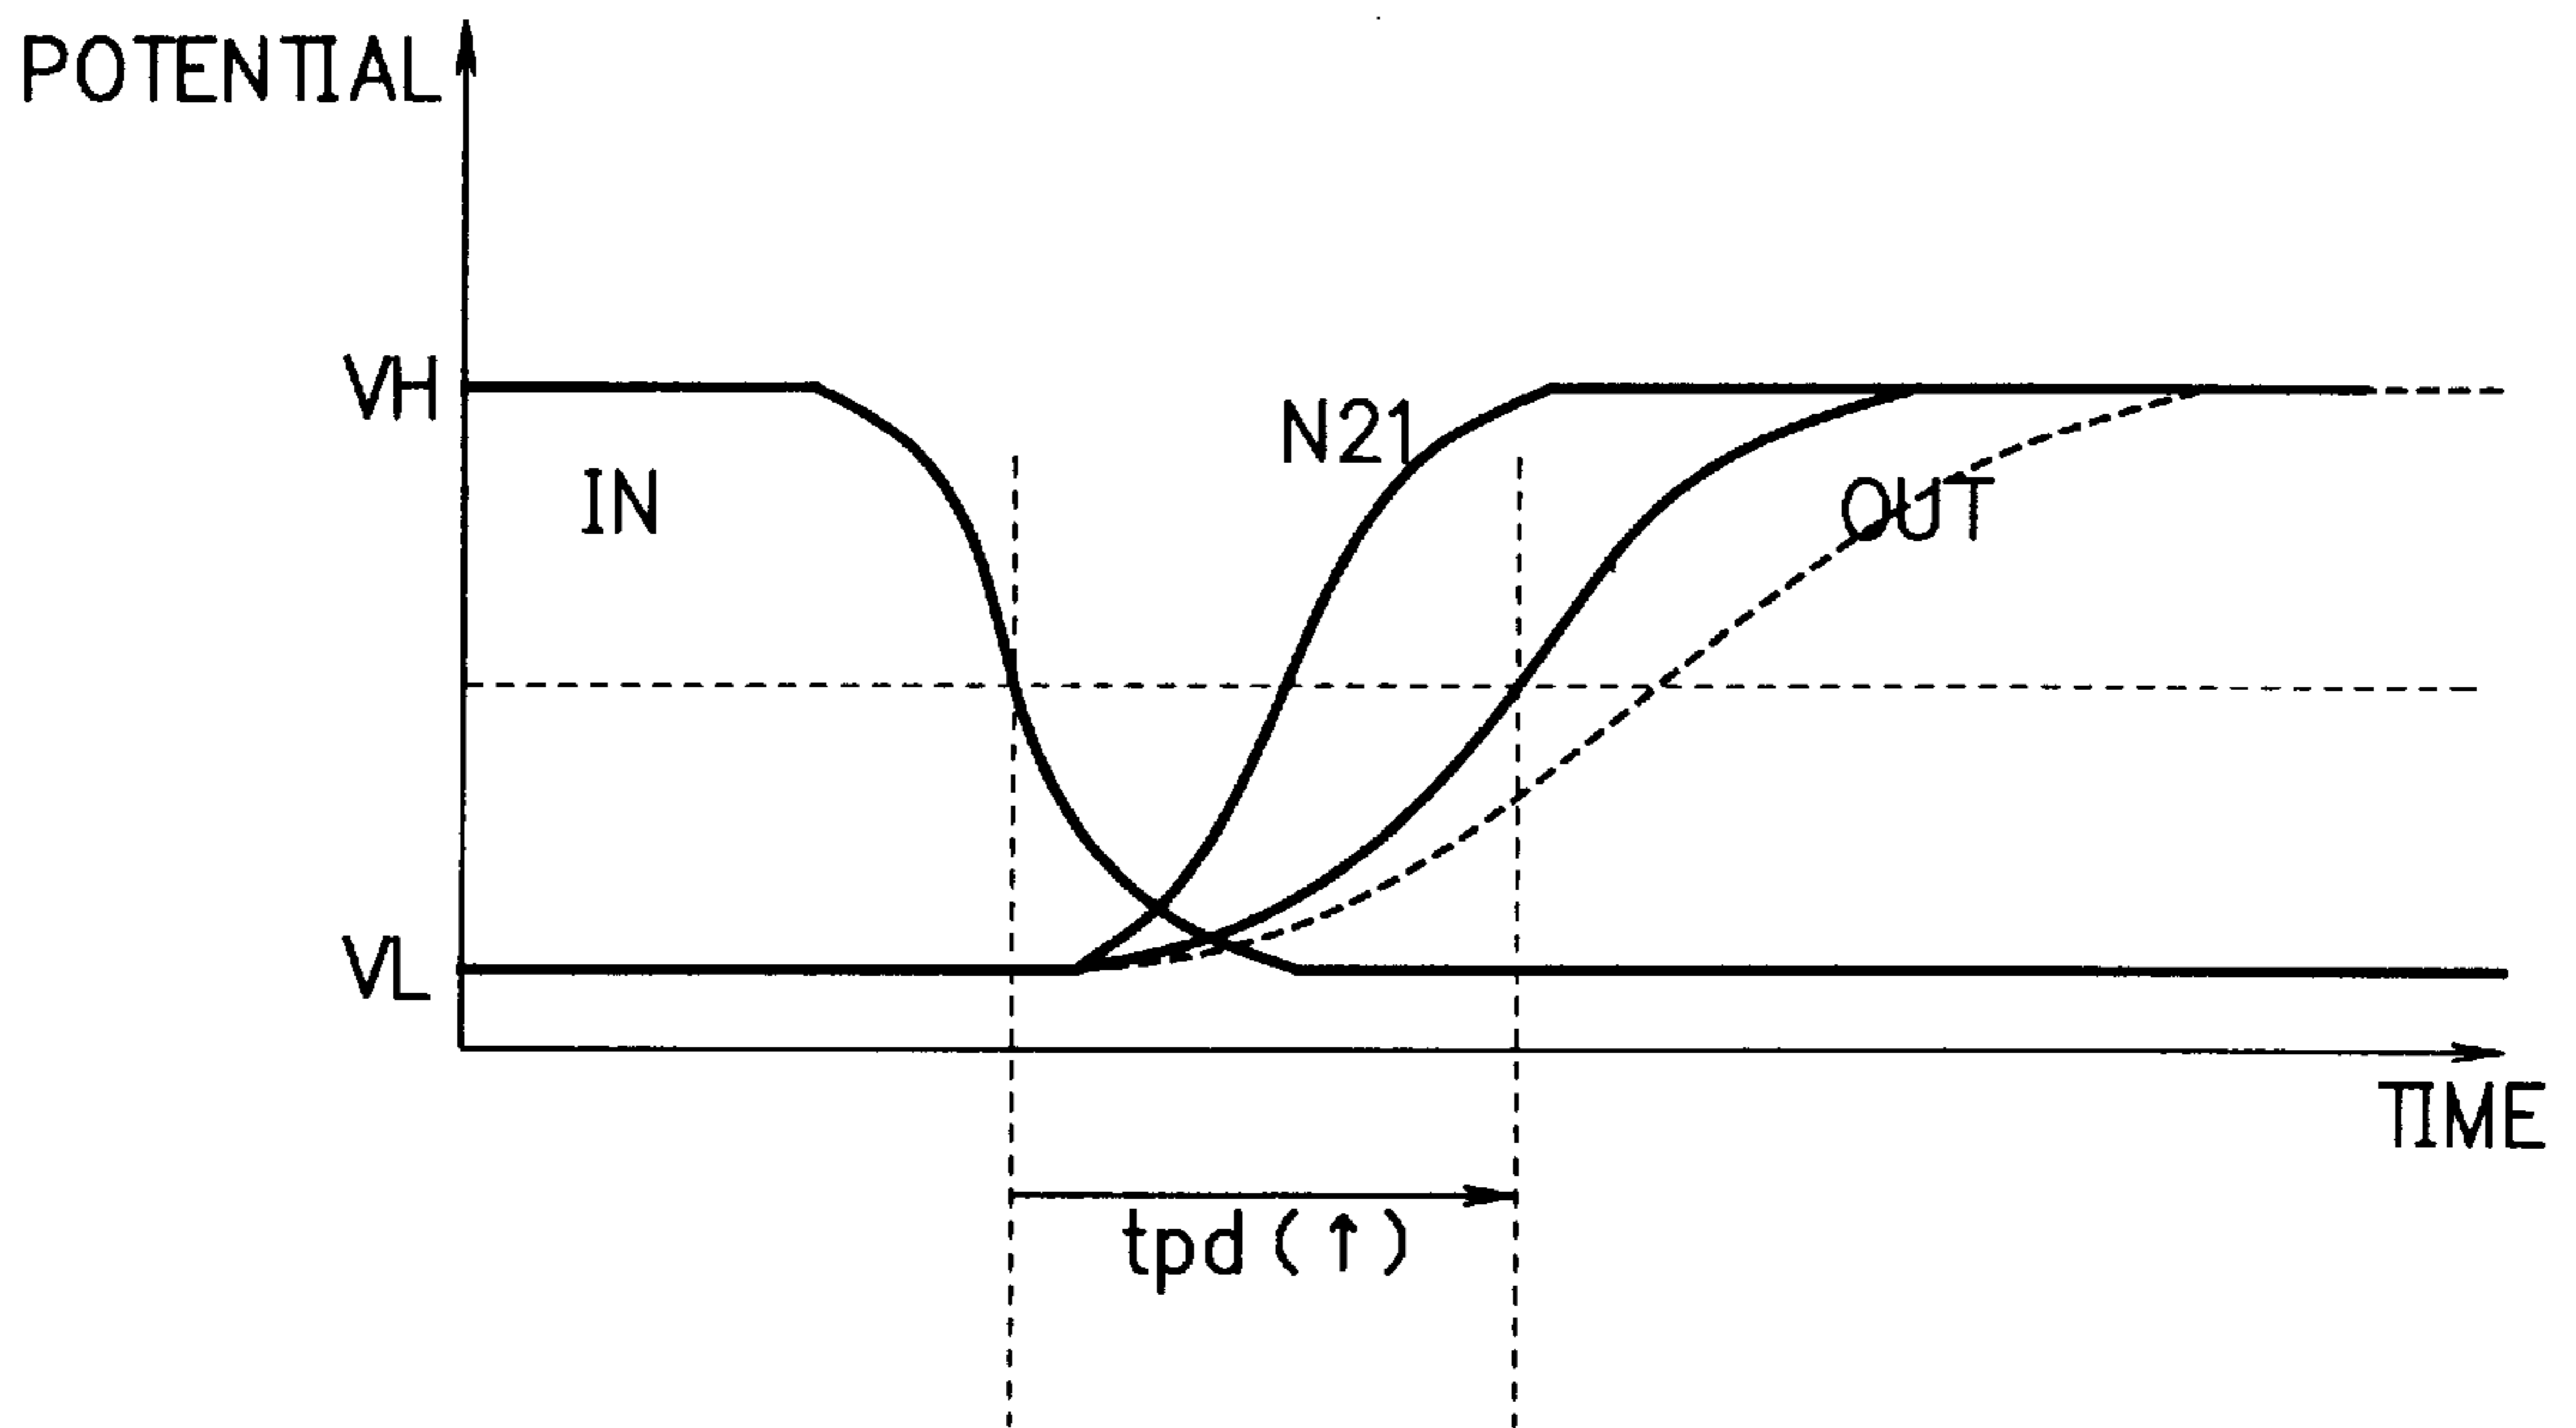 POTENTIAL
VH
N21
IN
OUT
VL
TIME
tpd(↑)